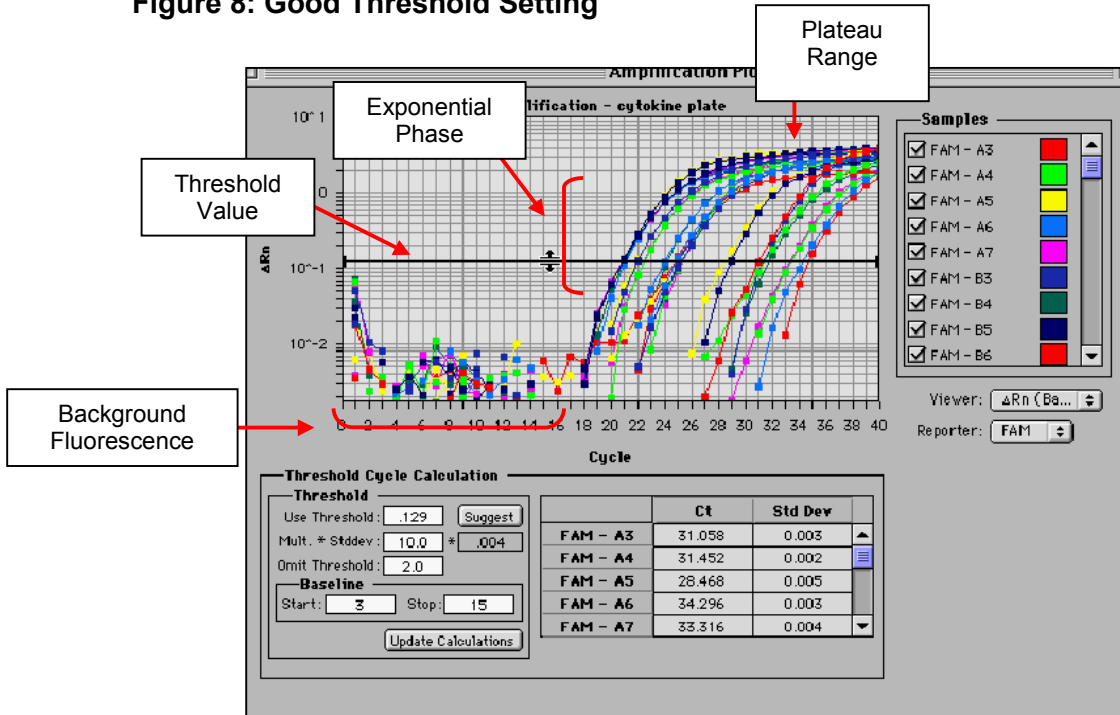 Figure 8: Good Threshold Setting
Plateau
Range
Exponential
Phase
Threshold
Value
Background
Fluorescence
Amplification Plo
lification - cytokine plate
10^ 1
0
10^-1
10^-2
ΔRn
0 2 4 6 8 10 12 14 16 18 20 22 24 26 28 30 32 34 36 38 40
Cycle
Samples
FAM - A3
FAM - A4
FAM - A5
FAM - A6
FAM - A7
FAM - B3
FAM - B4
FAM - B5
FAM - B6
Viewer: ΔRn (Ba...
Reporter: FAM
Threshold Cycle Calculation
Threshold
Use Threshold: .129 Suggest
Mult. * Stddev: 10.0 * .004
Omit Threshold: 2.0
Baseline
Start: 3 Stop: 15
Update Calculations
Ct Std Dev
FAM - A3 31.058 0.003
FAM - A4 31.452 0.002
FAM - A5 28.468 0.005
FAM - A6 34.296 0.003
FAM - A7 33.316 0.004